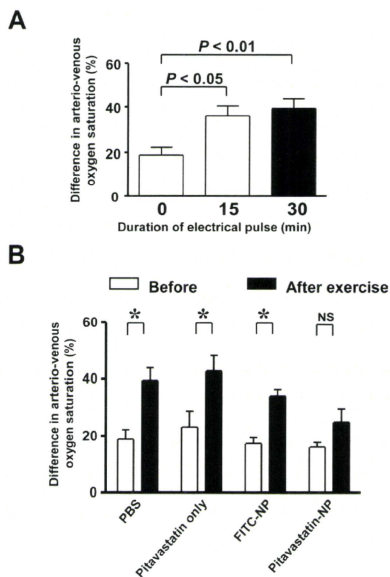 A
Difference in arterio-venous
oxygen saturation (%)
60
40
20
0
P < 0.01
P < 0.05
0 15 30
Duration of electrical pulse (min)
B
Before After exercise
Difference in arterio-venous
oxygen saturation (%)
60
40
20
0
* * * NS
PBS
Pitavastatin only
FITC-NP
Pitavastatin-NP